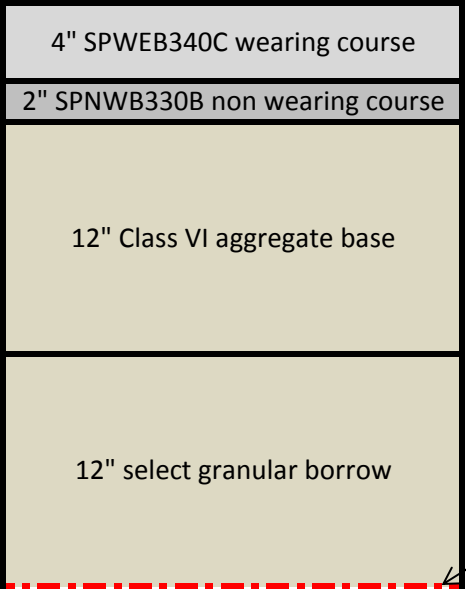 4" SPWEB340C wearing course
2" SPNWB330B non wearing course
12" Class VI aggregate base
12" select granular borrow